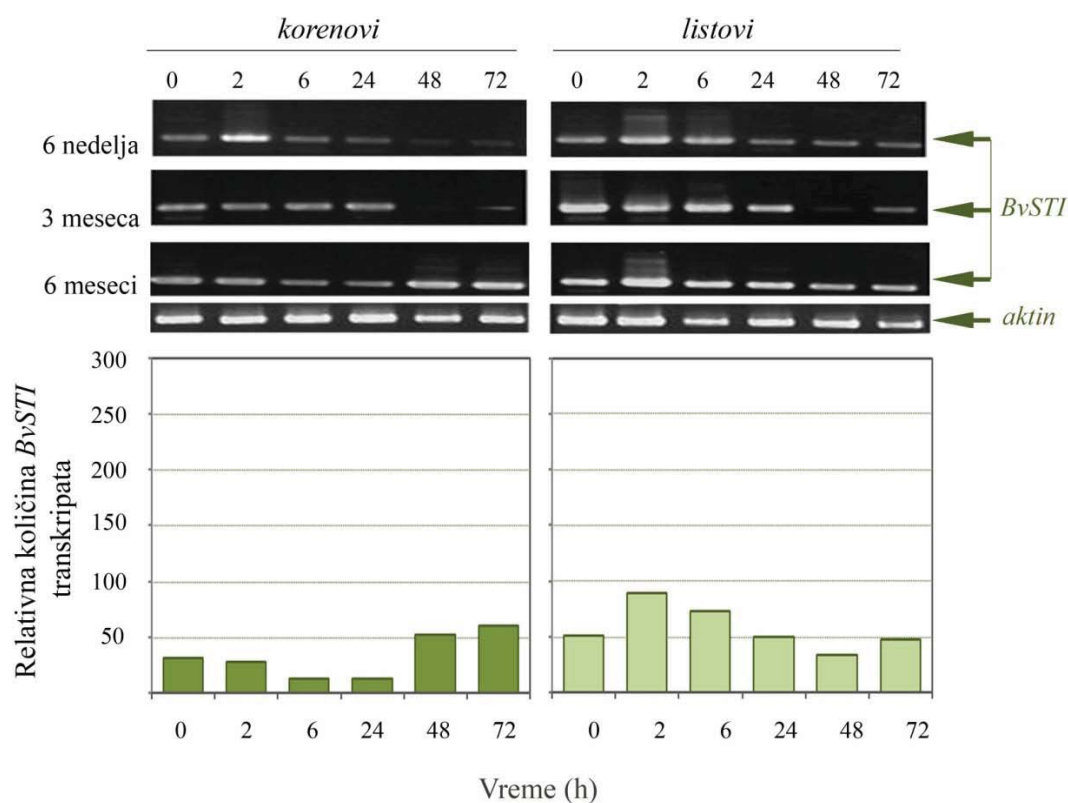 korenovi
listovi
0 2 6 24 48 72
0 2 6 24 48 72
6 nedelja
3 meseca
6 meseci
BvSTI
aktin
Relativna količina BvSTI
transkripata
300
250
200
150
100
50
0 2 6 24 48 72
0 2 6 24 48 72
Vreme (h)